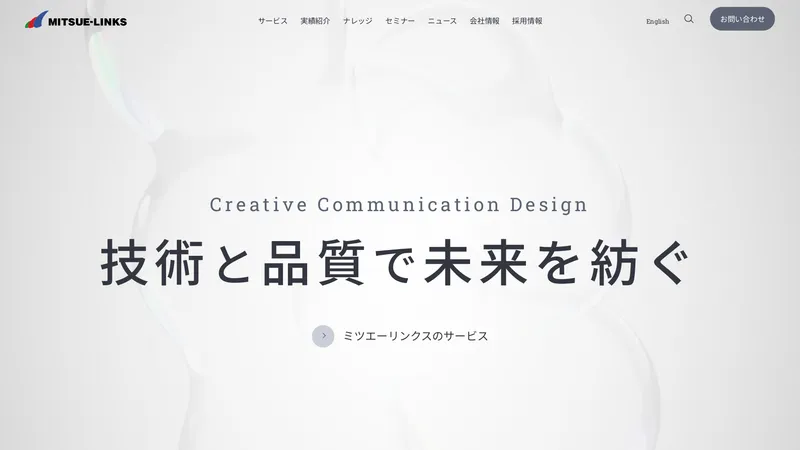 MITSUE-LINKS
サービス 実績紹介 ナレッジ セミナー ニュース 会社情報 採用情報
English
お問い合わせ
Creative Communication Design
技術と品質で未来を紡ぐ
ミツエーリンクスのサービス